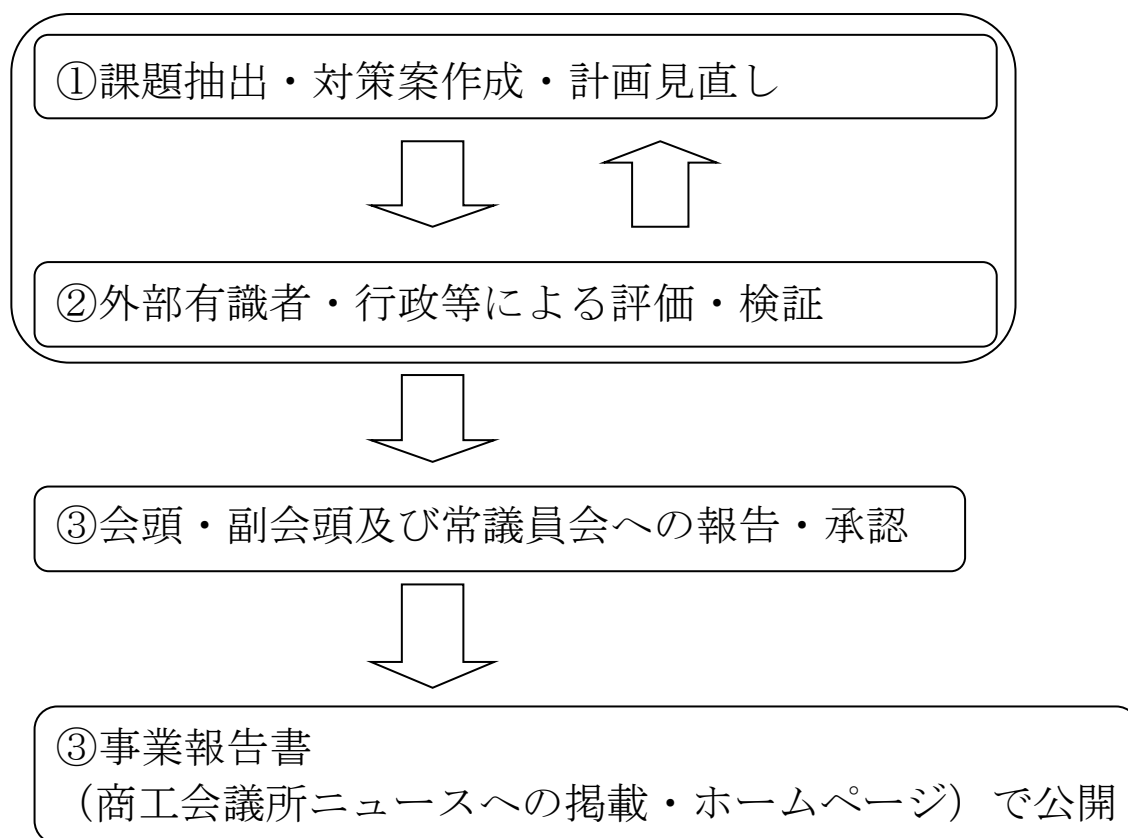 ①課題抽出・対策案作成・計画見直し
②外部有識者・行政等による評価・検証
③会頭・副会頭及び常議員会への報告・承認
③事業報告書
（商工会議所ニュースへの掲載・ホームページ）で公開